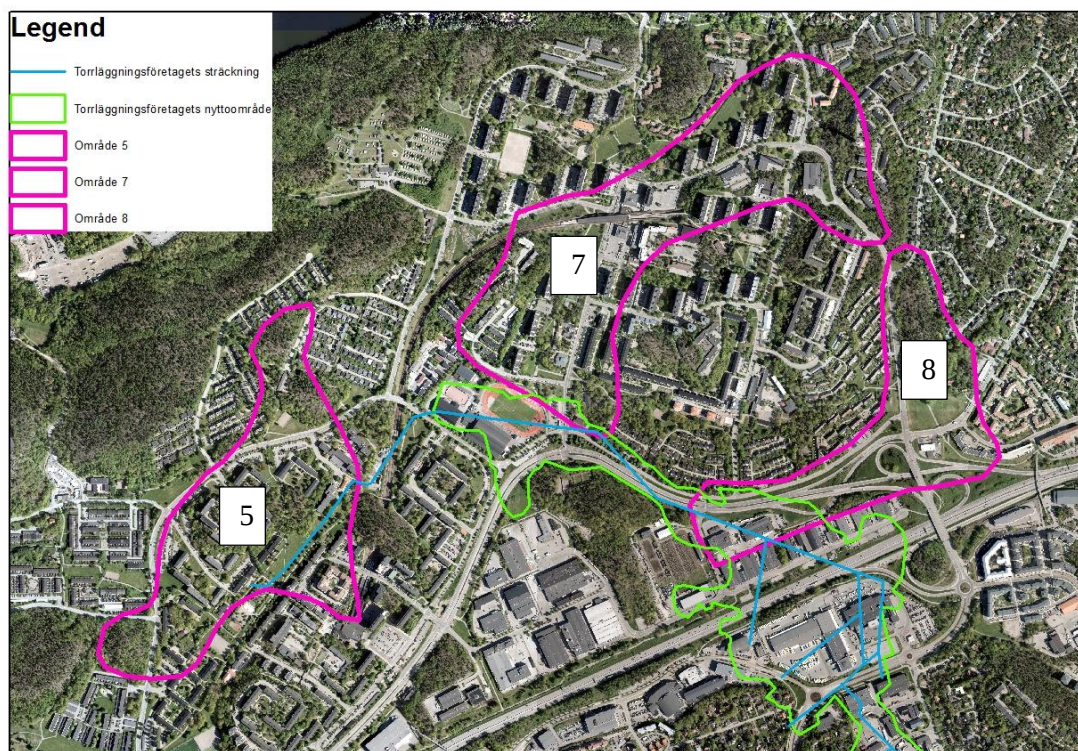 Legend
Torrläggningsföretagets sträckning
Torrläggningsföretagets nyttoområde
Område 5
Område 7
Område 8
7
8
5